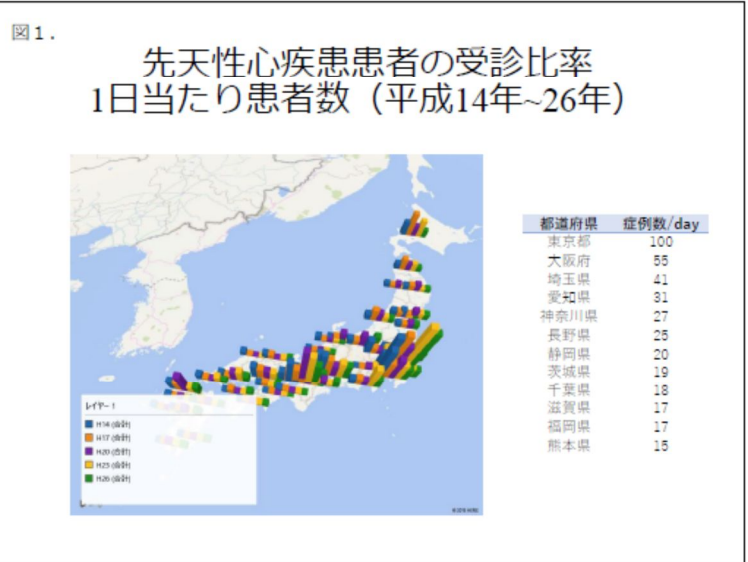 図1.
先天性心疾患患者の受診比率
1日当たり患者数（平成14年~26年）
都道府県 症例数/day
東京都 100
大阪府 55
埼玉県 41
愛知県 31
神奈川県 27
長野県 25
静岡県 20
茨城県 19
千葉県 18
滋賀県 17
福岡県 17
熊本県 15
レイヤー 1
H14 (合計)
H17 (合計)
H20 (合計)
H23 (合計)
H26 (合計)